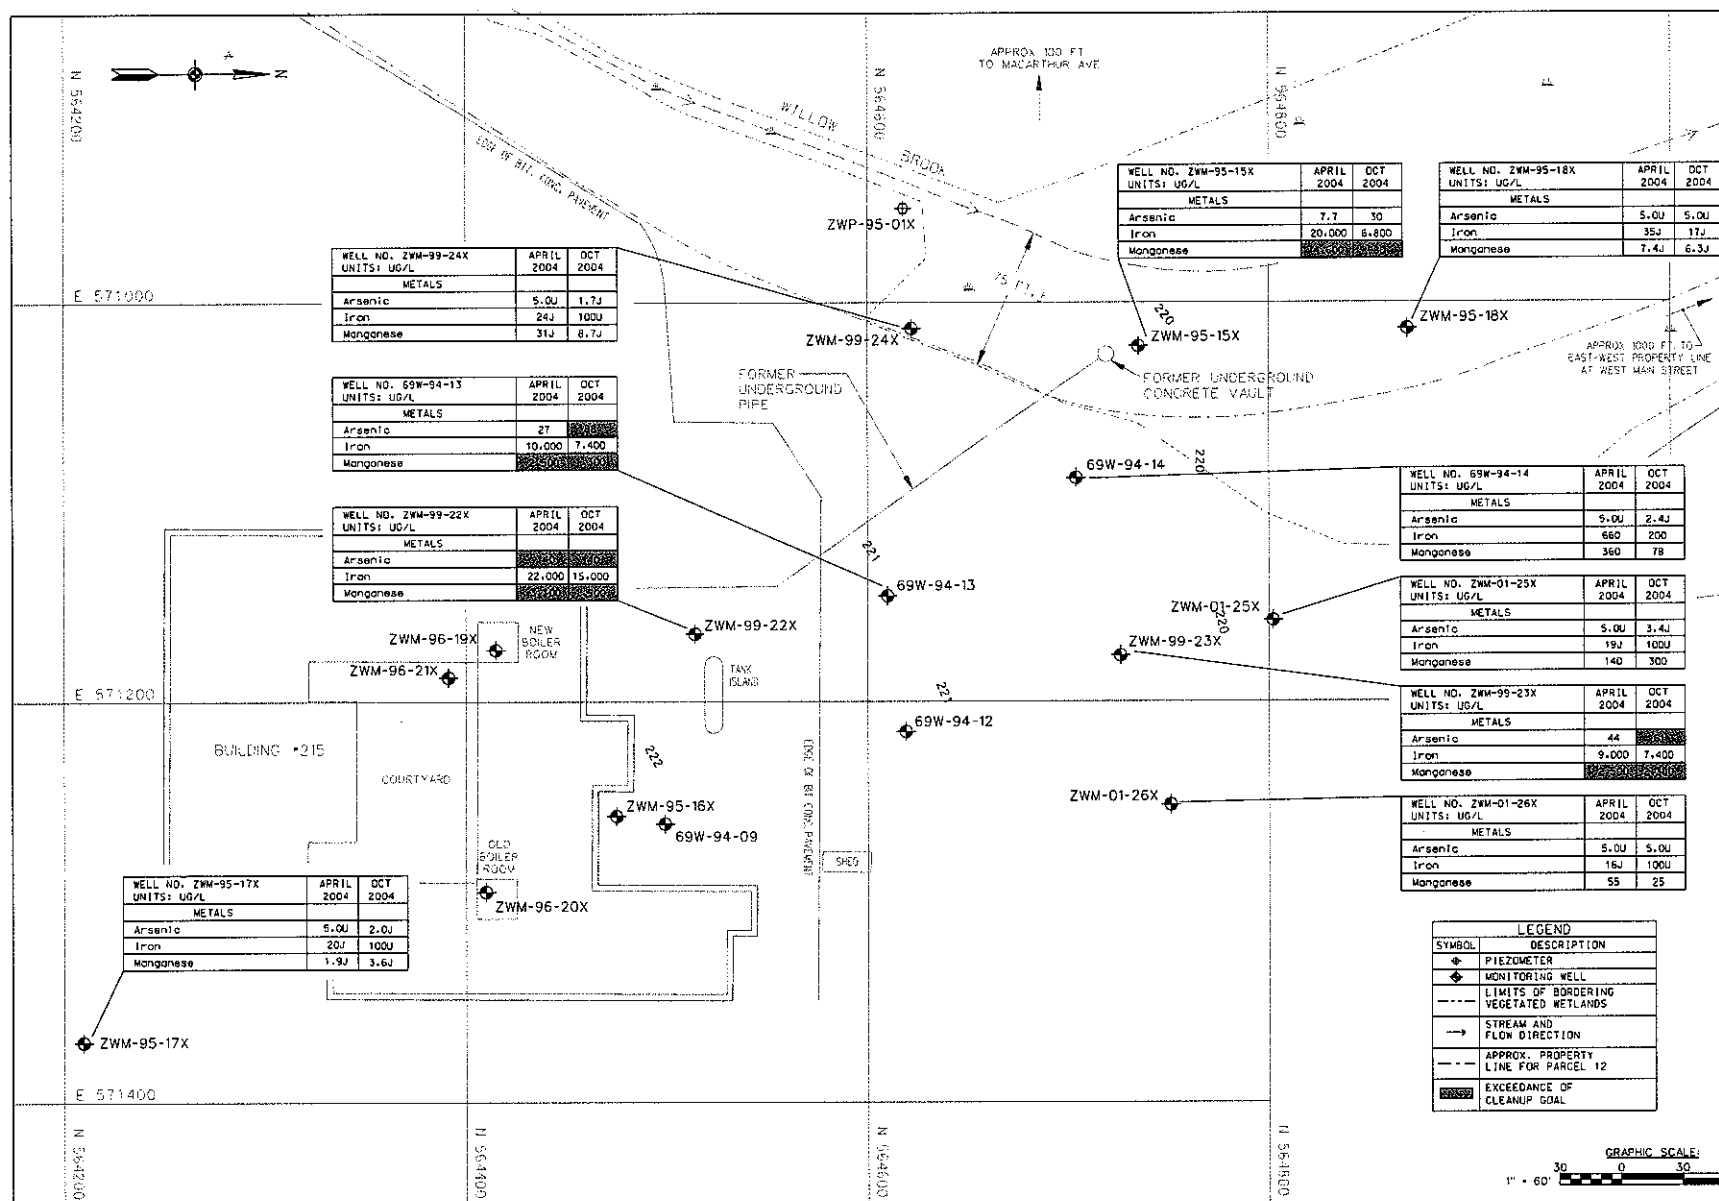 N
APPROX 100 FT
TO MACARTHUR AVE
N 564200
N 564600
N 564800
WILLOW
BROOK
EDGE OF BIT. CONC. PAVEMENT
ZWP-95-01X
75 FT.±
WELL NO. ZWM-95-15X APRIL OCT
UNITS: UG/L 2004 2004
METALS
Arsenic 7.7 30
Iron 20,000 6,800
Manganese
WELL NO. ZWM-95-18X APRIL OCT
UNITS: UG/L 2004 2004
METALS
Arsenic 5.0U 5.0U
Iron 35J 17J
Manganese 7.4J 6.3J
WELL NO. ZWM-99-24X APRIL OCT
UNITS: UG/L 2004 2004
METALS
Arsenic 5.0U 1.7J
Iron 24J 100U
Manganese 31J 8.7J
E 571000
ZWM-99-24X
220
ZWM-95-15X
ZWM-95-18X
APPROX 1000 FT. TO
EAST-WEST PROPERTY LINE
AT WEST MAIN STREET
FORMER
UNDERGROUND
PIPE
FORMER UNDERGROUND
CONCRETE VAULT
WELL NO. 69W-94-13 APRIL OCT
UNITS: UG/L 2004 2004
METALS
Arsenic 27
Iron 10,000 7,400
Manganese
69W-94-14
220
WELL NO. 69W-94-14 APRIL OCT
UNITS: UG/L 2004 2004
METALS
Arsenic 5.0U 2.4J
Iron 660 200
Manganese 360 78
WELL NO. ZWM-99-22X APRIL OCT
UNITS: UG/L 2004 2004
METALS
Arsenic
Iron 22,000 15,000
Manganese
221
69W-94-13
ZWM-01-25X
220
WELL NO. ZWM-01-25X APRIL OCT
UNITS: UG/L 2004 2004
METALS
Arsenic 5.0U 3.4J
Iron 19J 100U
Manganese 140 300
ZWM-96-19X
NEW
BOILER
ROOM
ZWM-99-22X
ZWM-99-23X
ZWM-96-21X
TANK
ISLAND
E 571200
221
WELL NO. ZWM-99-23X APRIL OCT
UNITS: UG/L 2004 2004
METALS
Arsenic 44
Iron 9,000 7,400
Manganese
69W-94-12
BUILDING #215
222
COURTYARD
EDGE OF BIT. CONC. PAVEMENT
ZWM-95-16X
69W-94-09
ZWM-01-26X
WELL NO. ZWM-01-26X APRIL OCT
UNITS: UG/L 2004 2004
METALS
Arsenic 5.0U 5.0U
Iron 16J 100U
Manganese 55 25
OLD
BOILER
ROOM
SHED
ZWM-96-20X
WELL NO. ZWM-95-17X APRIL OCT
UNITS: UG/L 2004 2004
METALS
Arsenic 5.0U 2.0J
Iron 20J 100U
Manganese 1.9J 3.6J
ZWM-95-17X
LEGEND
SYMBOL DESCRIPTION
PIEZOMETER
MONITORING WELL
LIMITS OF BORDERING
VEGETATED WETLANDS
STREAM AND
FLOW DIRECTION
APPROX. PROPERTY
LINE FOR PARCEL 12
EXCEEDANCE OF
CLEANUP GOAL
E 571400
N 564200
N 564400
N 564600
N 564800
GRAPHIC SCALE:
30 0 30
1" = 60'